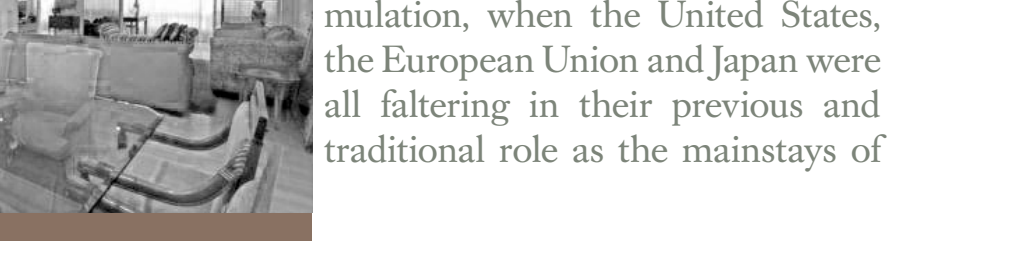 mulation, when the United States,
the European Union and Japan were
all faltering in their previous and
traditional role as the mainstays of